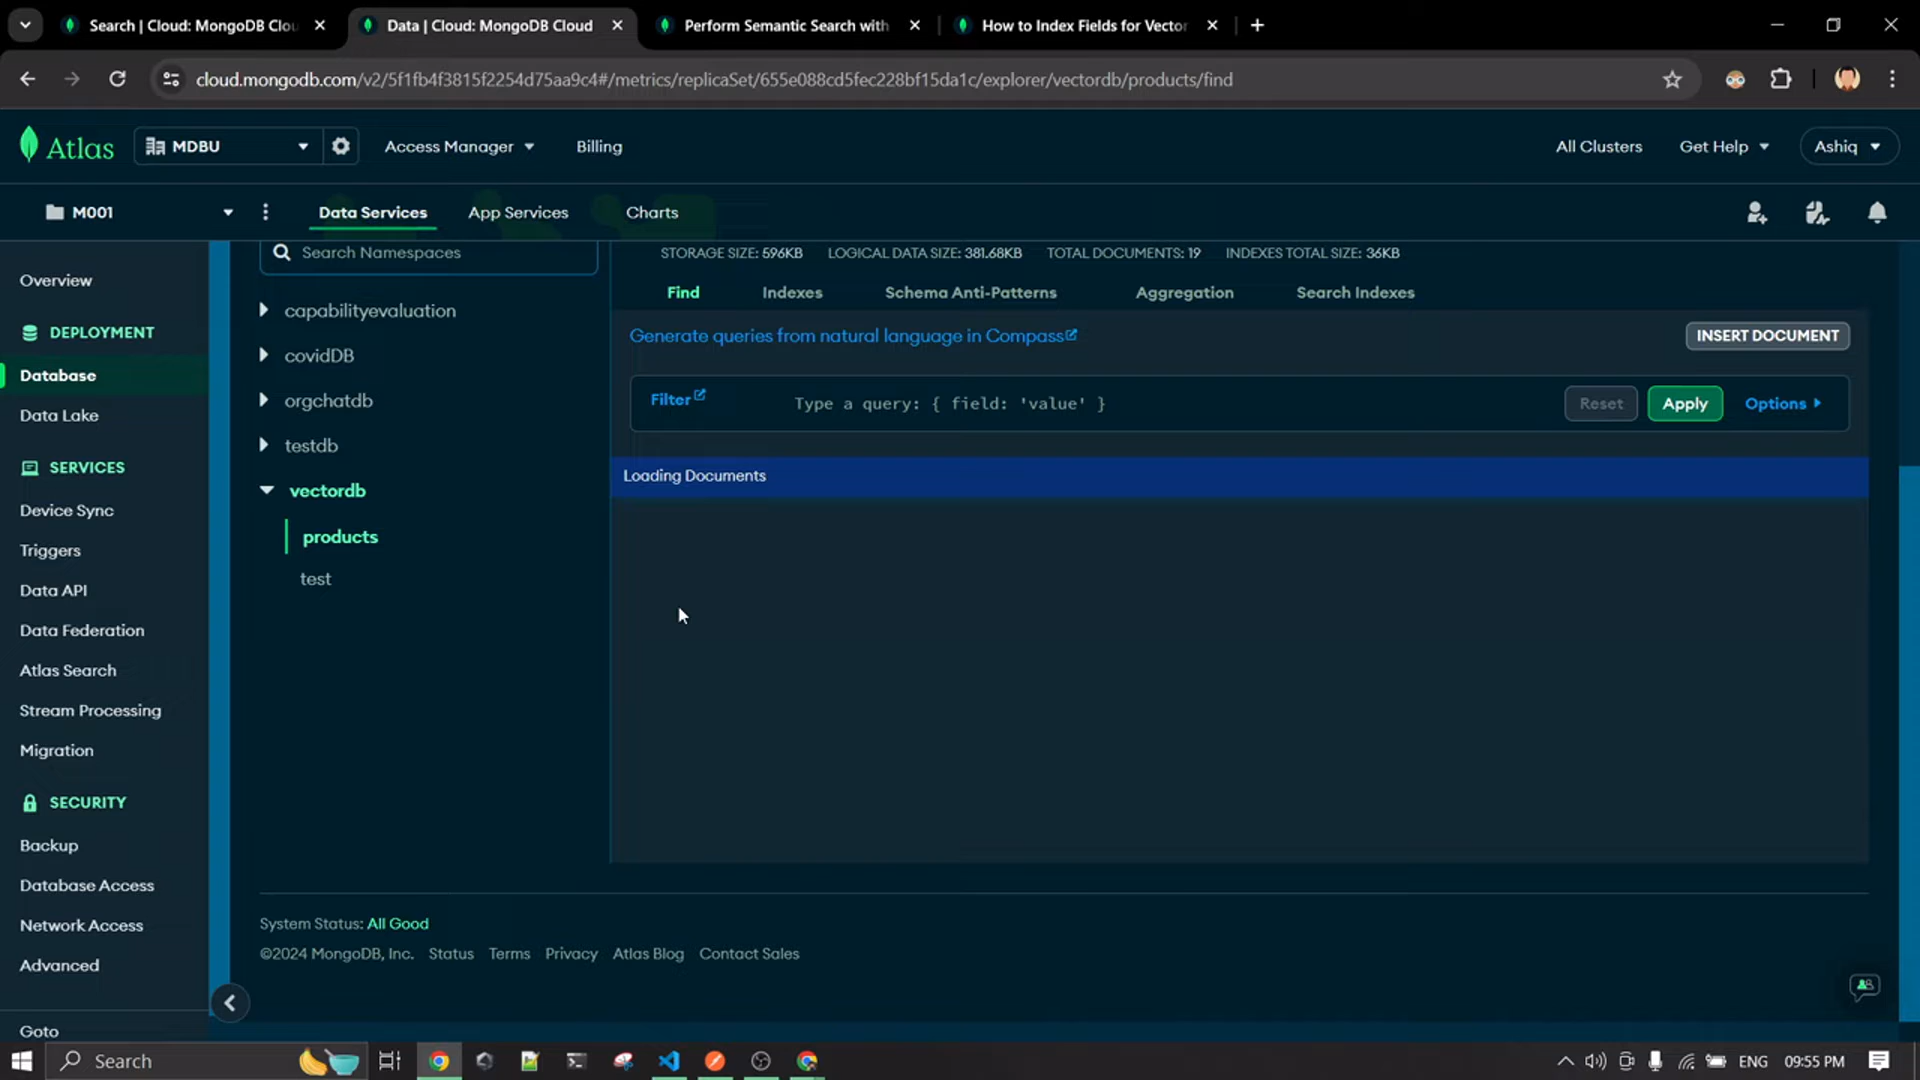 Search | Cloud: MongoDB Clou
Data | Cloud: MongoDB Cloud
Perform Semantic Search with
How to Index Fields for Vector
cloud.mongodb.com/v2/5f1fb4f3815f2254d75aa9c4#/metrics/replicaSet/655e088cd5fec228bf15da1c/explorer/vectordb/products/find
Atlas
MDBU
Access Manager
Billing
All Clusters
Get Help
Ashiq
M001
Data Services
App Services
Charts
Overview
DEPLOYMENT
Database
Data Lake
SERVICES
Device Sync
Triggers
Data API
Data Federation
Atlas Search
Stream Processing
Migration
SECURITY
Backup
Database Access
Network Access
Advanced
Goto
Search Namespaces
capabilityevaluation
covidDB
orgchatdb
testdb
vectordb
products
test
STORAGE SIZE: 596KB LOGICAL DATA SIZE: 381.68KB TOTAL DOCUMENTS: 19 INDEXES TOTAL SIZE: 36KB
Find Indexes Schema Anti-Patterns Aggregation Search Indexes
Generate queries from natural language in Compass
INSERT DOCUMENT
Filter
Type a query: { field: 'value' }
Reset
Apply
Options
Loading Documents
System Status: All Good
©2024 MongoDB, Inc. Status Terms Privacy Atlas Blog Contact Sales
Search
ENG
09:55 PM